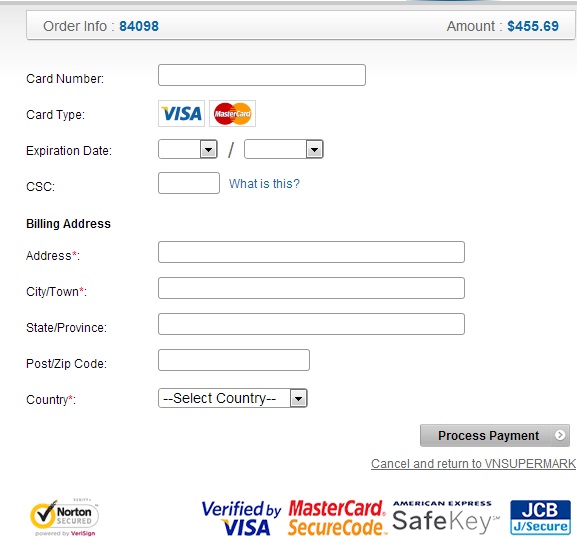 Order Info : 84098 Amount : $455.69
Card Number:
Card Type: VISA MasterCard
Expiration Date: /
CSC: What is this?
Billing Address
Address*:
City/Town*:
State/Province:
Post/Zip Code:
Country*: --Select Country--
Process Payment
Cancel and return to VNSUPERMARK
VERIFY
Norton
SECURED
powered by VeriSign
Verified by
VISA
MasterCard
SecureCode
AMERICAN EXPRESS
SafeKey
JCB
J/Secure